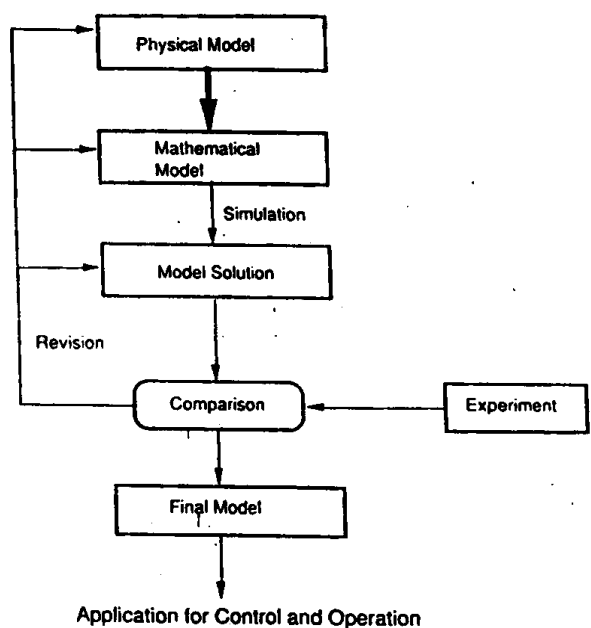 Physical Model
Mathematical
Model
Simulation
Model Solution
Revision
Comparison
Experiment
Final Model
Application for Control and Operation